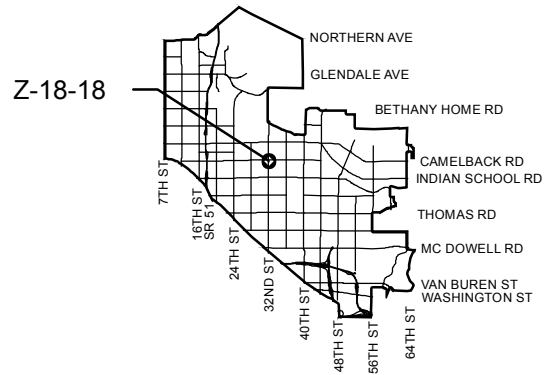 NORTHERN AVE
GLENDALE AVE
Z-18-18
BETHANY HOME RD
CAMELBACK RD
INDIAN SCHOOL RD
THOMAS RD
MC DOWELL RD
VAN BUREN ST
WASHINGTON ST
7TH ST
16TH ST
SR 51
24TH ST
32ND ST
40TH ST
48TH ST
56TH ST
64TH ST